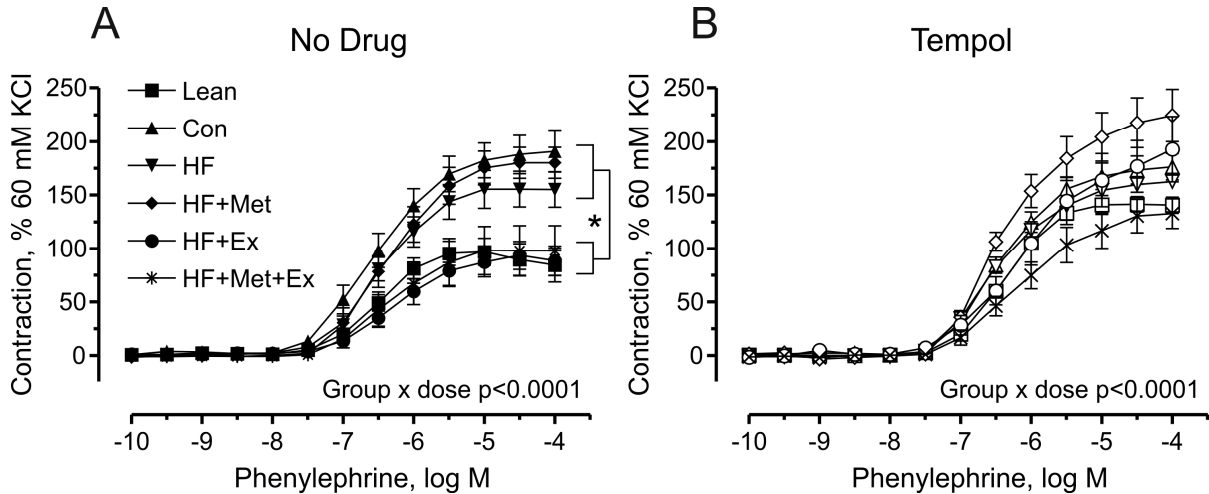 A
No Drug
Contraction, % 60 mM KCl
250
200
150
100
50
0
Lean
Con
HF
HF+Met
HF+Ex
HF+Met+Ex
*
Group x dose p<0.0001
-10 -9 -8 -7 -6 -5 -4
Phenylephrine, log M
B
Tempol
Contraction, % 60 mM KCl
250
200
150
100
50
0
Group x dose p<0.0001
-10 -9 -8 -7 -6 -5 -4
Phenylephrine, log M